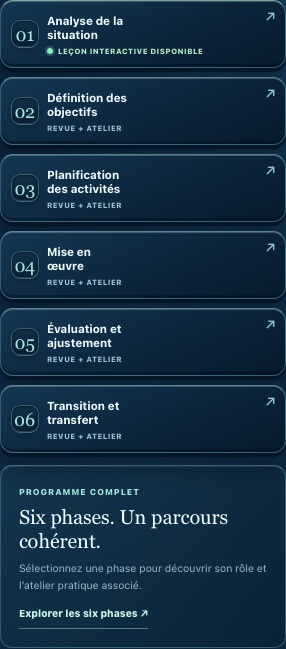 01
Analyse de la
situation
LEÇON INTERACTIVE DISPONIBLE
02
Définition des
objectifs
REVUE + ATELIER
03
Planification
des activités
REVUE + ATELIER
04
Mise en
œuvre
REVUE + ATELIER
05
Évaluation et
ajustement
REVUE + ATELIER
06
Transition et
transfert
REVUE + ATELIER
PROGRAMME COMPLET
Six phases. Un parcours
cohérent.
Sélectionnez une phase pour découvrir son rôle et
l'atelier pratique associé.
Explorer les six phases ↗